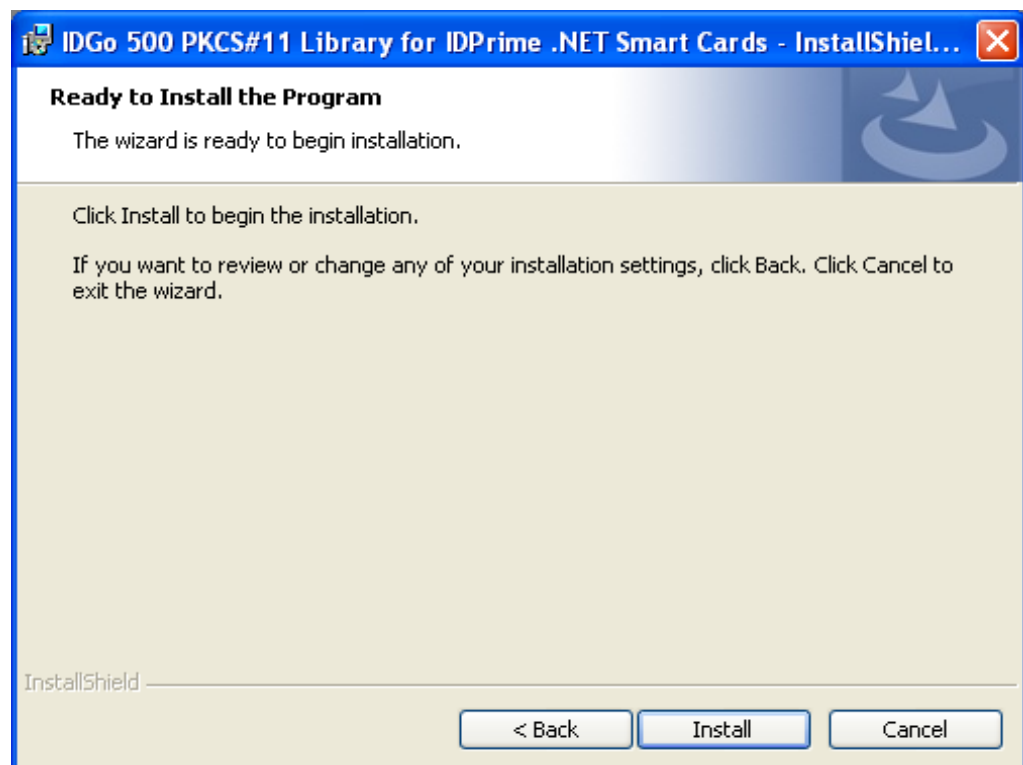 IDGo 500 PKCS#11 Library for IDPrime .NET Smart Cards - InstallShiel...
Ready to Install the Program
The wizard is ready to begin installation.
Click Install to begin the installation.
If you want to review or change any of your installation settings, click Back. Click Cancel to
exit the wizard.
InstallShield
< Back Install Cancel